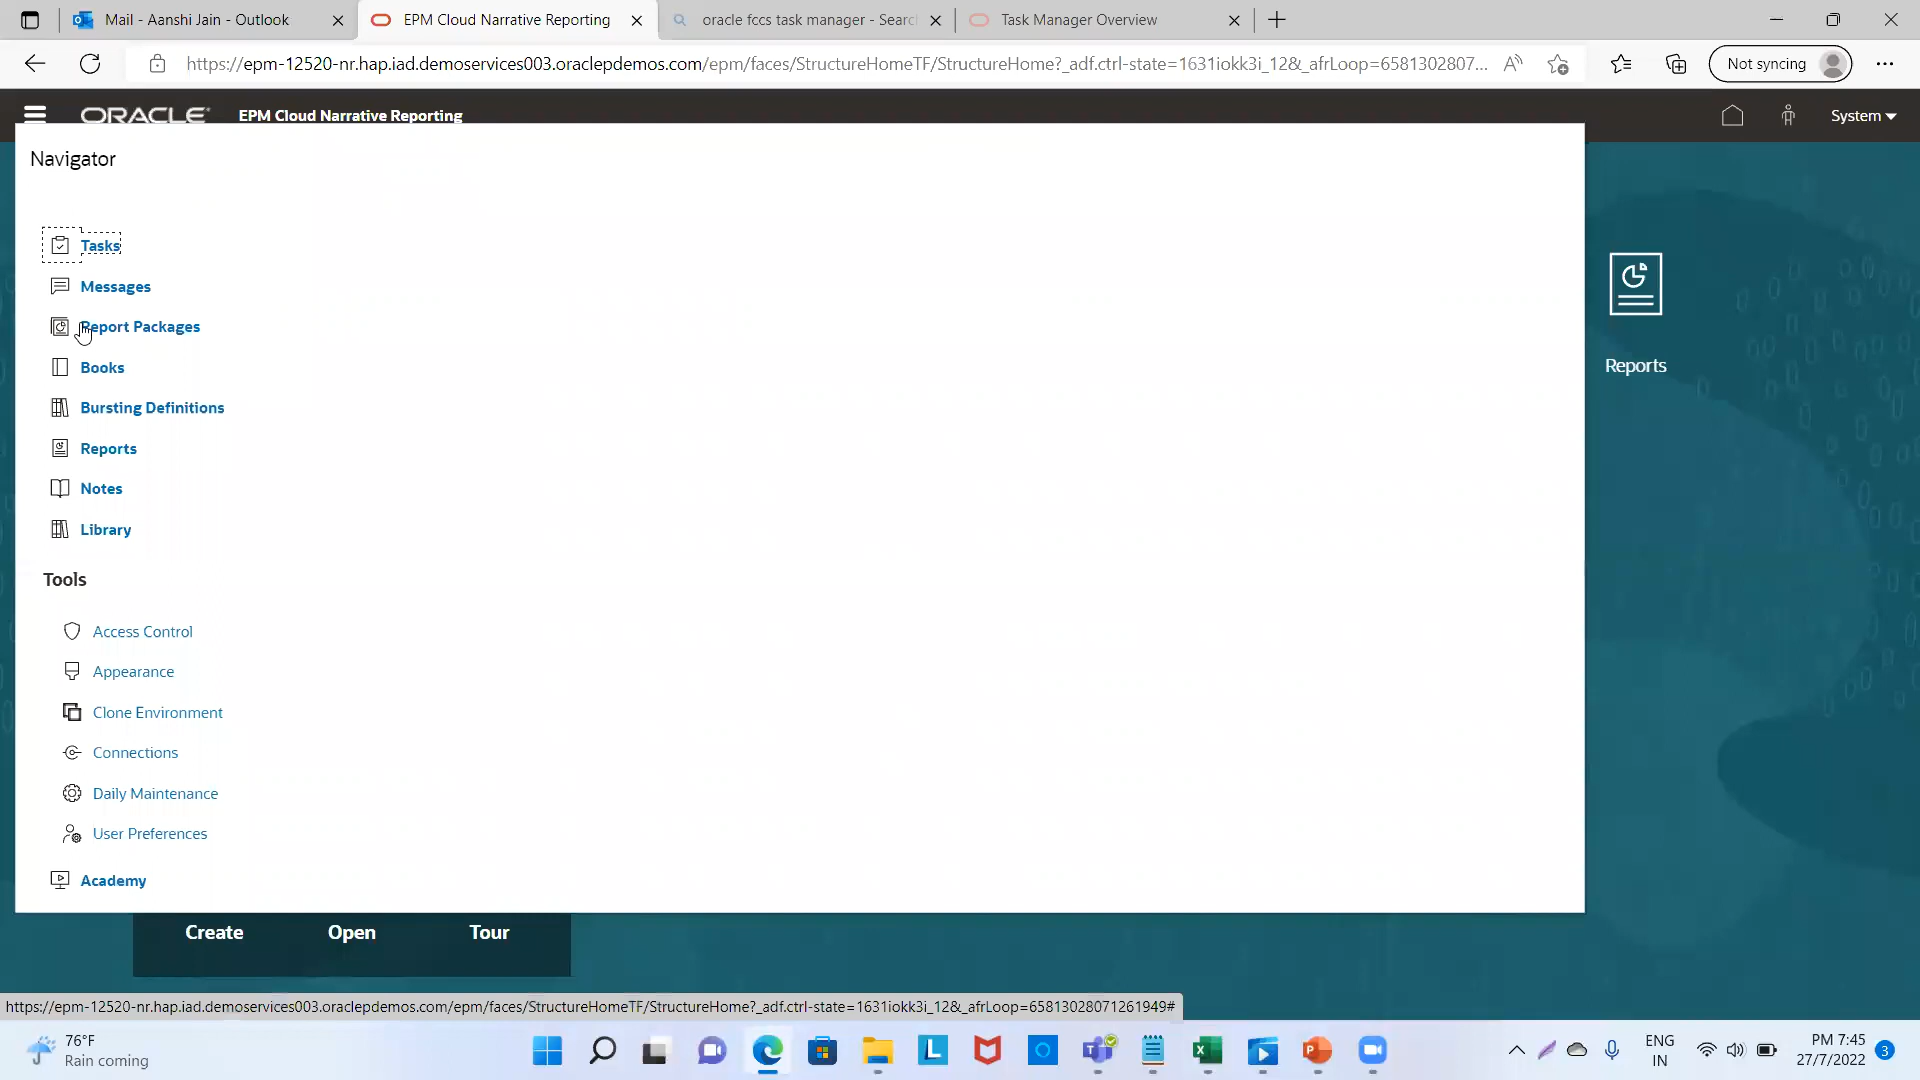 Mail - Aanshi Jain - Outlook
EPM Cloud Narrative Reporting
oracle fccs task manager - Searc
Task Manager Overview
https://epm-12520-nr.hap.iad.demoservices003.oraclepdemos.com/epm/faces/StructureHomeTF/StructureHome?_adf.ctrl-state=1631iokk3i_12&_afrLoop=6581302807...
Not syncing
ORACLE
EPM Cloud Narrative Reporting
System
Navigator
Tasks
Messages
Report Packages
Books
Bursting Definitions
Reports
Notes
Library
Tools
Access Control
Appearance
Clone Environment
Connections
Daily Maintenance
User Preferences
Academy
Reports
Create
Open
Tour
https://epm-12520-nr.hap.iad.demoservices003.oraclepdemos.com/epm/faces/StructureHomeTF/StructureHome?_adf.ctrl-state=1631iokk3i_12&_afrLoop=65813028071261949#
76°F
Rain coming
ENG
IN
PM 7:45
27/7/2022
3